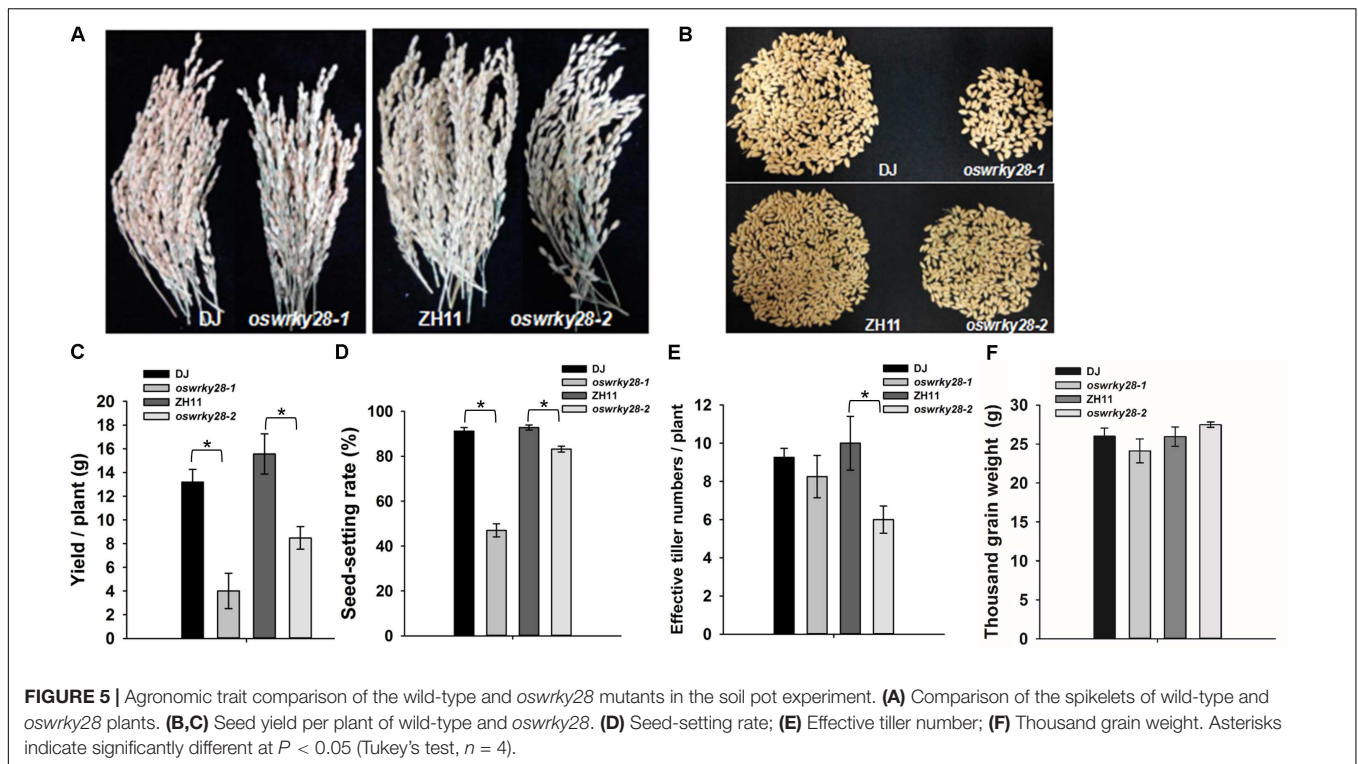 A
B
DJ
oswrky28-1
ZH11
oswrky28-2
DJ
oswrky28-1
ZH11
oswrky28-2
C
DJ
oswrky28-1
ZH11
oswrky28-2
Yield / plant (g)
20
18
16
14
12
10
8
6
4
2
0
*
*
D
DJ
oswrky28-1
ZH11
oswrky28-2
Seed-setting rate (%)
100
80
60
40
20
0
*
*
E
DJ
oswrky28-1
ZH11
oswrky28-2
Effective tiller numbers / plant
12
10
8
6
4
2
0
*
F
DJ
oswrky28-1
ZH11
oswrky28-2
Thousand grain weight (g)
30
25
20
15
10
5
0
FIGURE 5 | Agronomic trait comparison of the wild-type and oswrky28 mutants in the soil pot experiment. (A) Comparison of the spikelets of wild-type and
oswrky28 plants. (B,C) Seed yield per plant of wild-type and oswrky28. (D) Seed-setting rate; (E) Effective tiller number; (F) Thousand grain weight. Asterisks
indicate significantly different at P < 0.05 (Tukey's test, n = 4).